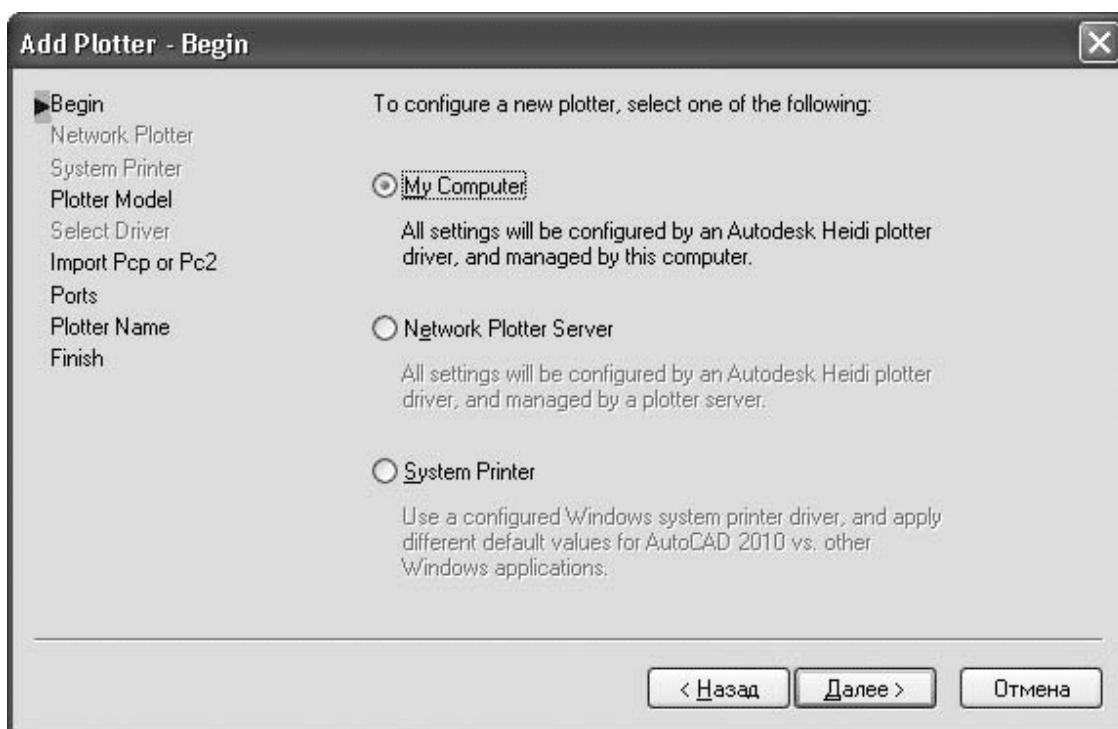 Add Plotter - Begin
Begin
Network Plotter
System Printer
Plotter Model
Select Driver
Import Pcp or Pc2
Ports
Plotter Name
Finish
To configure a new plotter, select one of the following:
My Computer
All settings will be configured by an Autodesk Heidi plotter
driver, and managed by this computer.
Network Plotter Server
All settings will be configured by an Autodesk Heidi plotter
driver, and managed by a plotter server.
System Printer
Use a configured Windows system printer driver, and apply
different default values for AutoCAD 2010 vs. other
Windows applications.
< Назад
Далее >
Отмена